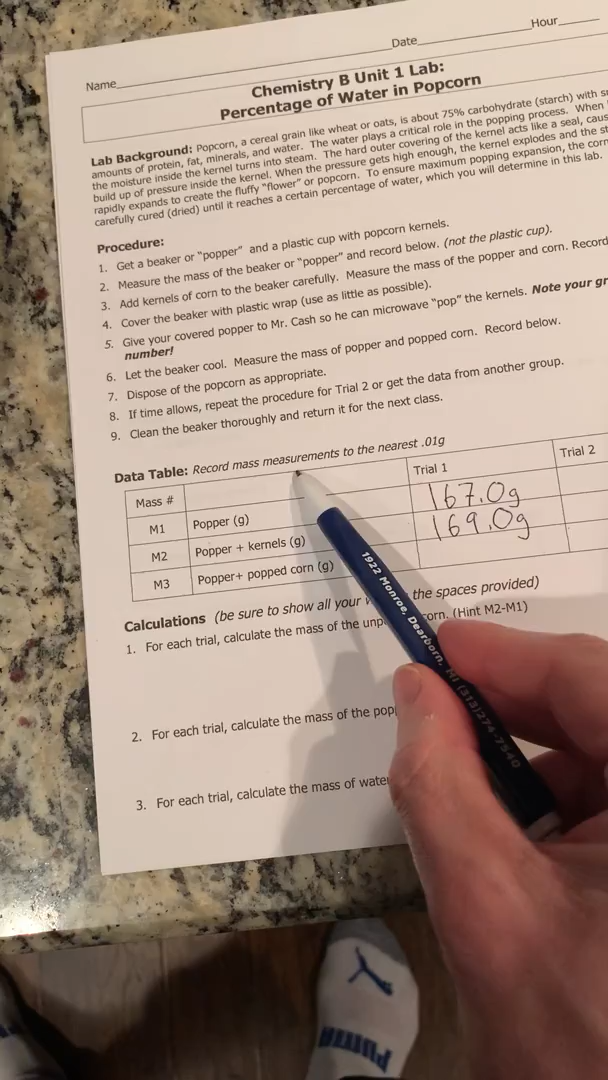 Name Date Hour
Chemistry B Unit 1 Lab:
Percentage of Water in Popcorn
Lab Background: Popcorn, a cereal grain like wheat or oats, is about 75% carbohydrate (starch) with
amounts of protein, fat, minerals, and water. The water plays a critical role in the popping process. When
the moisture inside the kernel turns into steam. The hard outer covering of the kernel acts like a seal,
build up of pressure inside the kernel. When the pressure gets high enough, the kernel explodes and the
rapidly expands to create the fluffy "flower" or popcorn. To ensure maximum popping expansion, the
carefully cured (dried) until it reaches a certain percentage of water, which you will determine in this lab.
Procedure:
1. Get a beaker or "popper" and a plastic cup with popcorn kernels.
2. Measure the mass of the beaker or "popper" and record below. (not the plastic cup).
3. Add kernels of corn to the beaker carefully. Measure the mass of the popper and corn. Record
4. Cover the beaker with plastic wrap (use as little as possible).
5. Give your covered popper to Mr. Cash so he can microwave "pop" the kernels. Note your
number!
6. Let the beaker cool. Measure the mass of popper and popped corn. Record below.
7. Dispose of the popcorn as appropriate.
8. If time allows, repeat the procedure for Trial 2 or get the data from another group.
9. Clean the beaker thoroughly and return it for the next class.
Data Table: Record mass measurements to the nearest .01g
Mass # Trial 1 Trial 2
M1 Popper (g) 167.0g
M2 Popper + kernels (g) 169.0g
M3 Popper+ popped corn (g)
Calculations (be sure to show all your the spaces provided)
1. For each trial, calculate the mass of the corn. (Hint M2-M1)
2. For each trial, calculate the mass of the
3. For each trial, calculate the mass of
1922 Monroe, Dearborn, MI (313)274-7540
PUMA